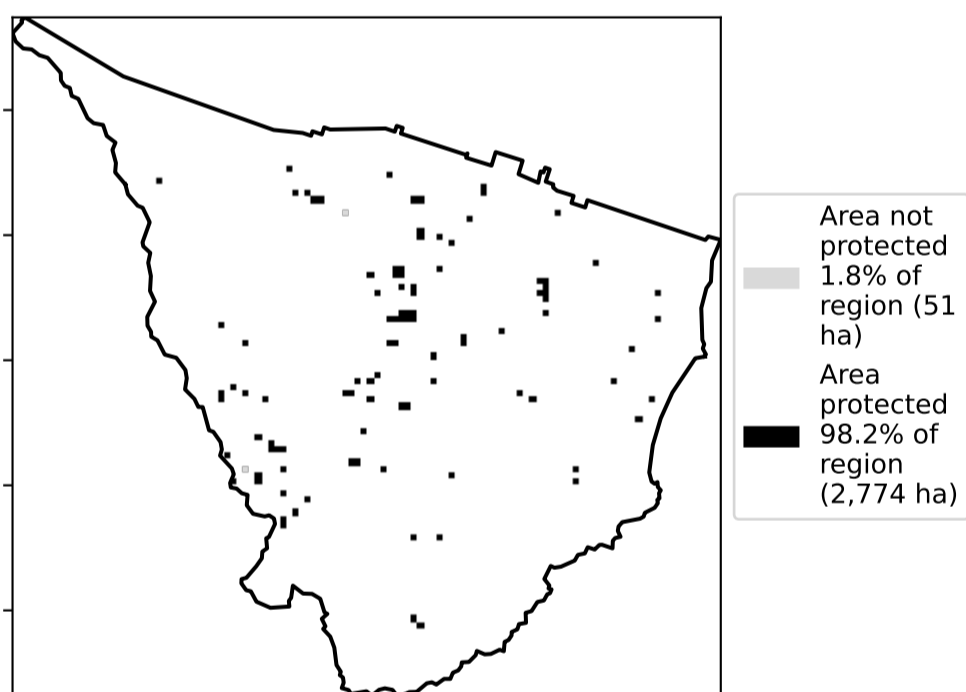 Area not
protected
1.8% of
region (51
ha)
Area
protected
98.2% of
region
(2,774 ha)